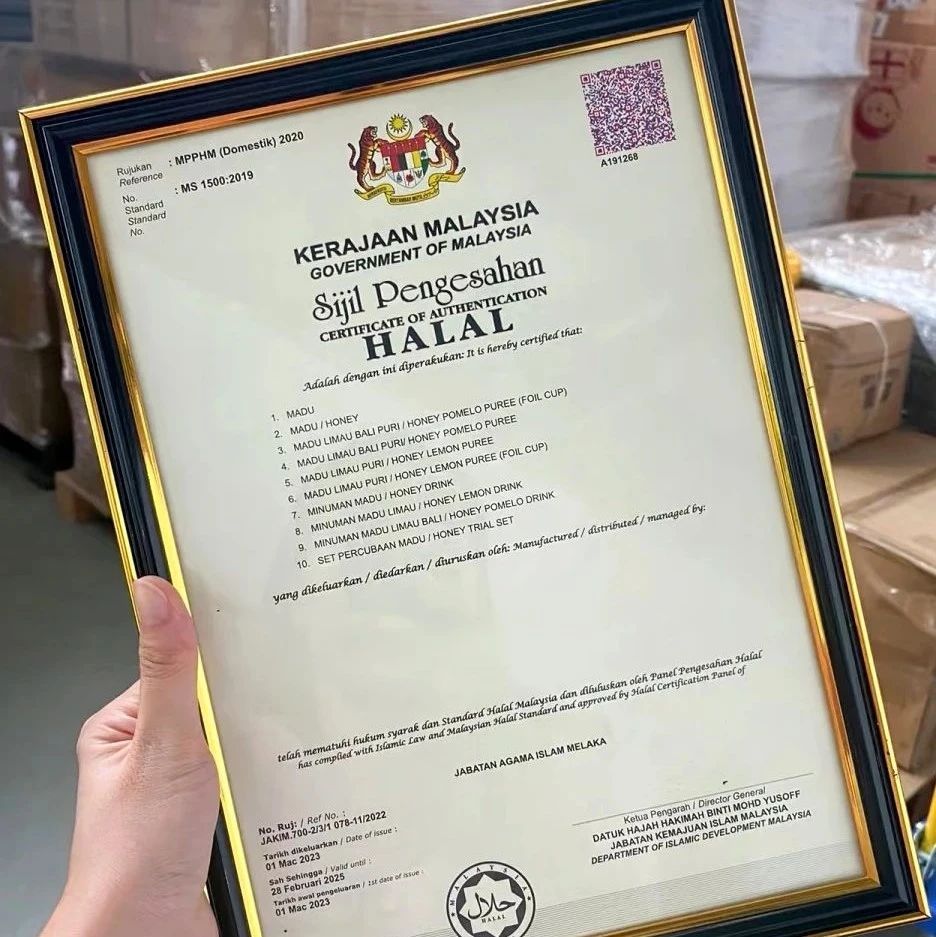 Rujukan : MPPHM (Domestik) 2020
Reference
No. : MS 1500:2019
Standard
Standard
No.
A191268
KERAJAAN MALAYSIA
GOVERNMENT OF MALAYSIA
Sijil Pengesahan
CERTIFICATE OF AUTHENTICATION
HALAL
Adalah dengan ini diperakukan: It is hereby certified that:
1. MADU
2. MADU / HONEY
3. MADU LIMAU BALI PURI / HONEY POMELO PUREE (FOIL CUP)
4. MADU LIMAU BALI PURI/ HONEY POMELO PUREE
5. MADU LIMAU PURI / HONEY LEMON PUREE
6. MADU LIMAU PURI / HONEY LEMON PUREE (FOIL CUP)
7. MINUMAN MADU / HONEY DRINK
8. MINUMAN MADU LIMAU / HONEY LEMON DRINK
9. MINUMAN MADU LIMAU BALI / HONEY POMELO DRINK
10. SET PERCUBAAN MADU / HONEY TRIAL SET
yang dikeluarkan / diedarkan / diuruskan oleh: Manufactured / distributed / managed by:
telah mematuhi hukum syarak dan Standard Halal Malaysia dan diluluskan oleh Panel Pengesahan Halal
has complied with Islamic Law and Malaysian Halal Standard and approved by Halal Certification Panel of
JABATAN AGAMA ISLAM MELAKA
No. Ruj: / Ref No. :
JAKIM.700-2/3/1 078-11/2022
Tarikh dikeluarkan / Date of issue :
01 Mac 2023
Sah Sehingga / Valid until :
28 Februari 2025
Tarikh awal pengeluaran / 1st date of issue :
01 Mac 2023
Ketua Pengarah / Director General
DATUK HAJAH HAKIMAH BINTI MOHD YUSOFF
JABATAN KEMAJUAN ISLAM MALAYSIA
DEPARTMENT OF ISLAMIC DEVELOPMENT MALAYSIA
MALAYSIA
حلال
HALAL